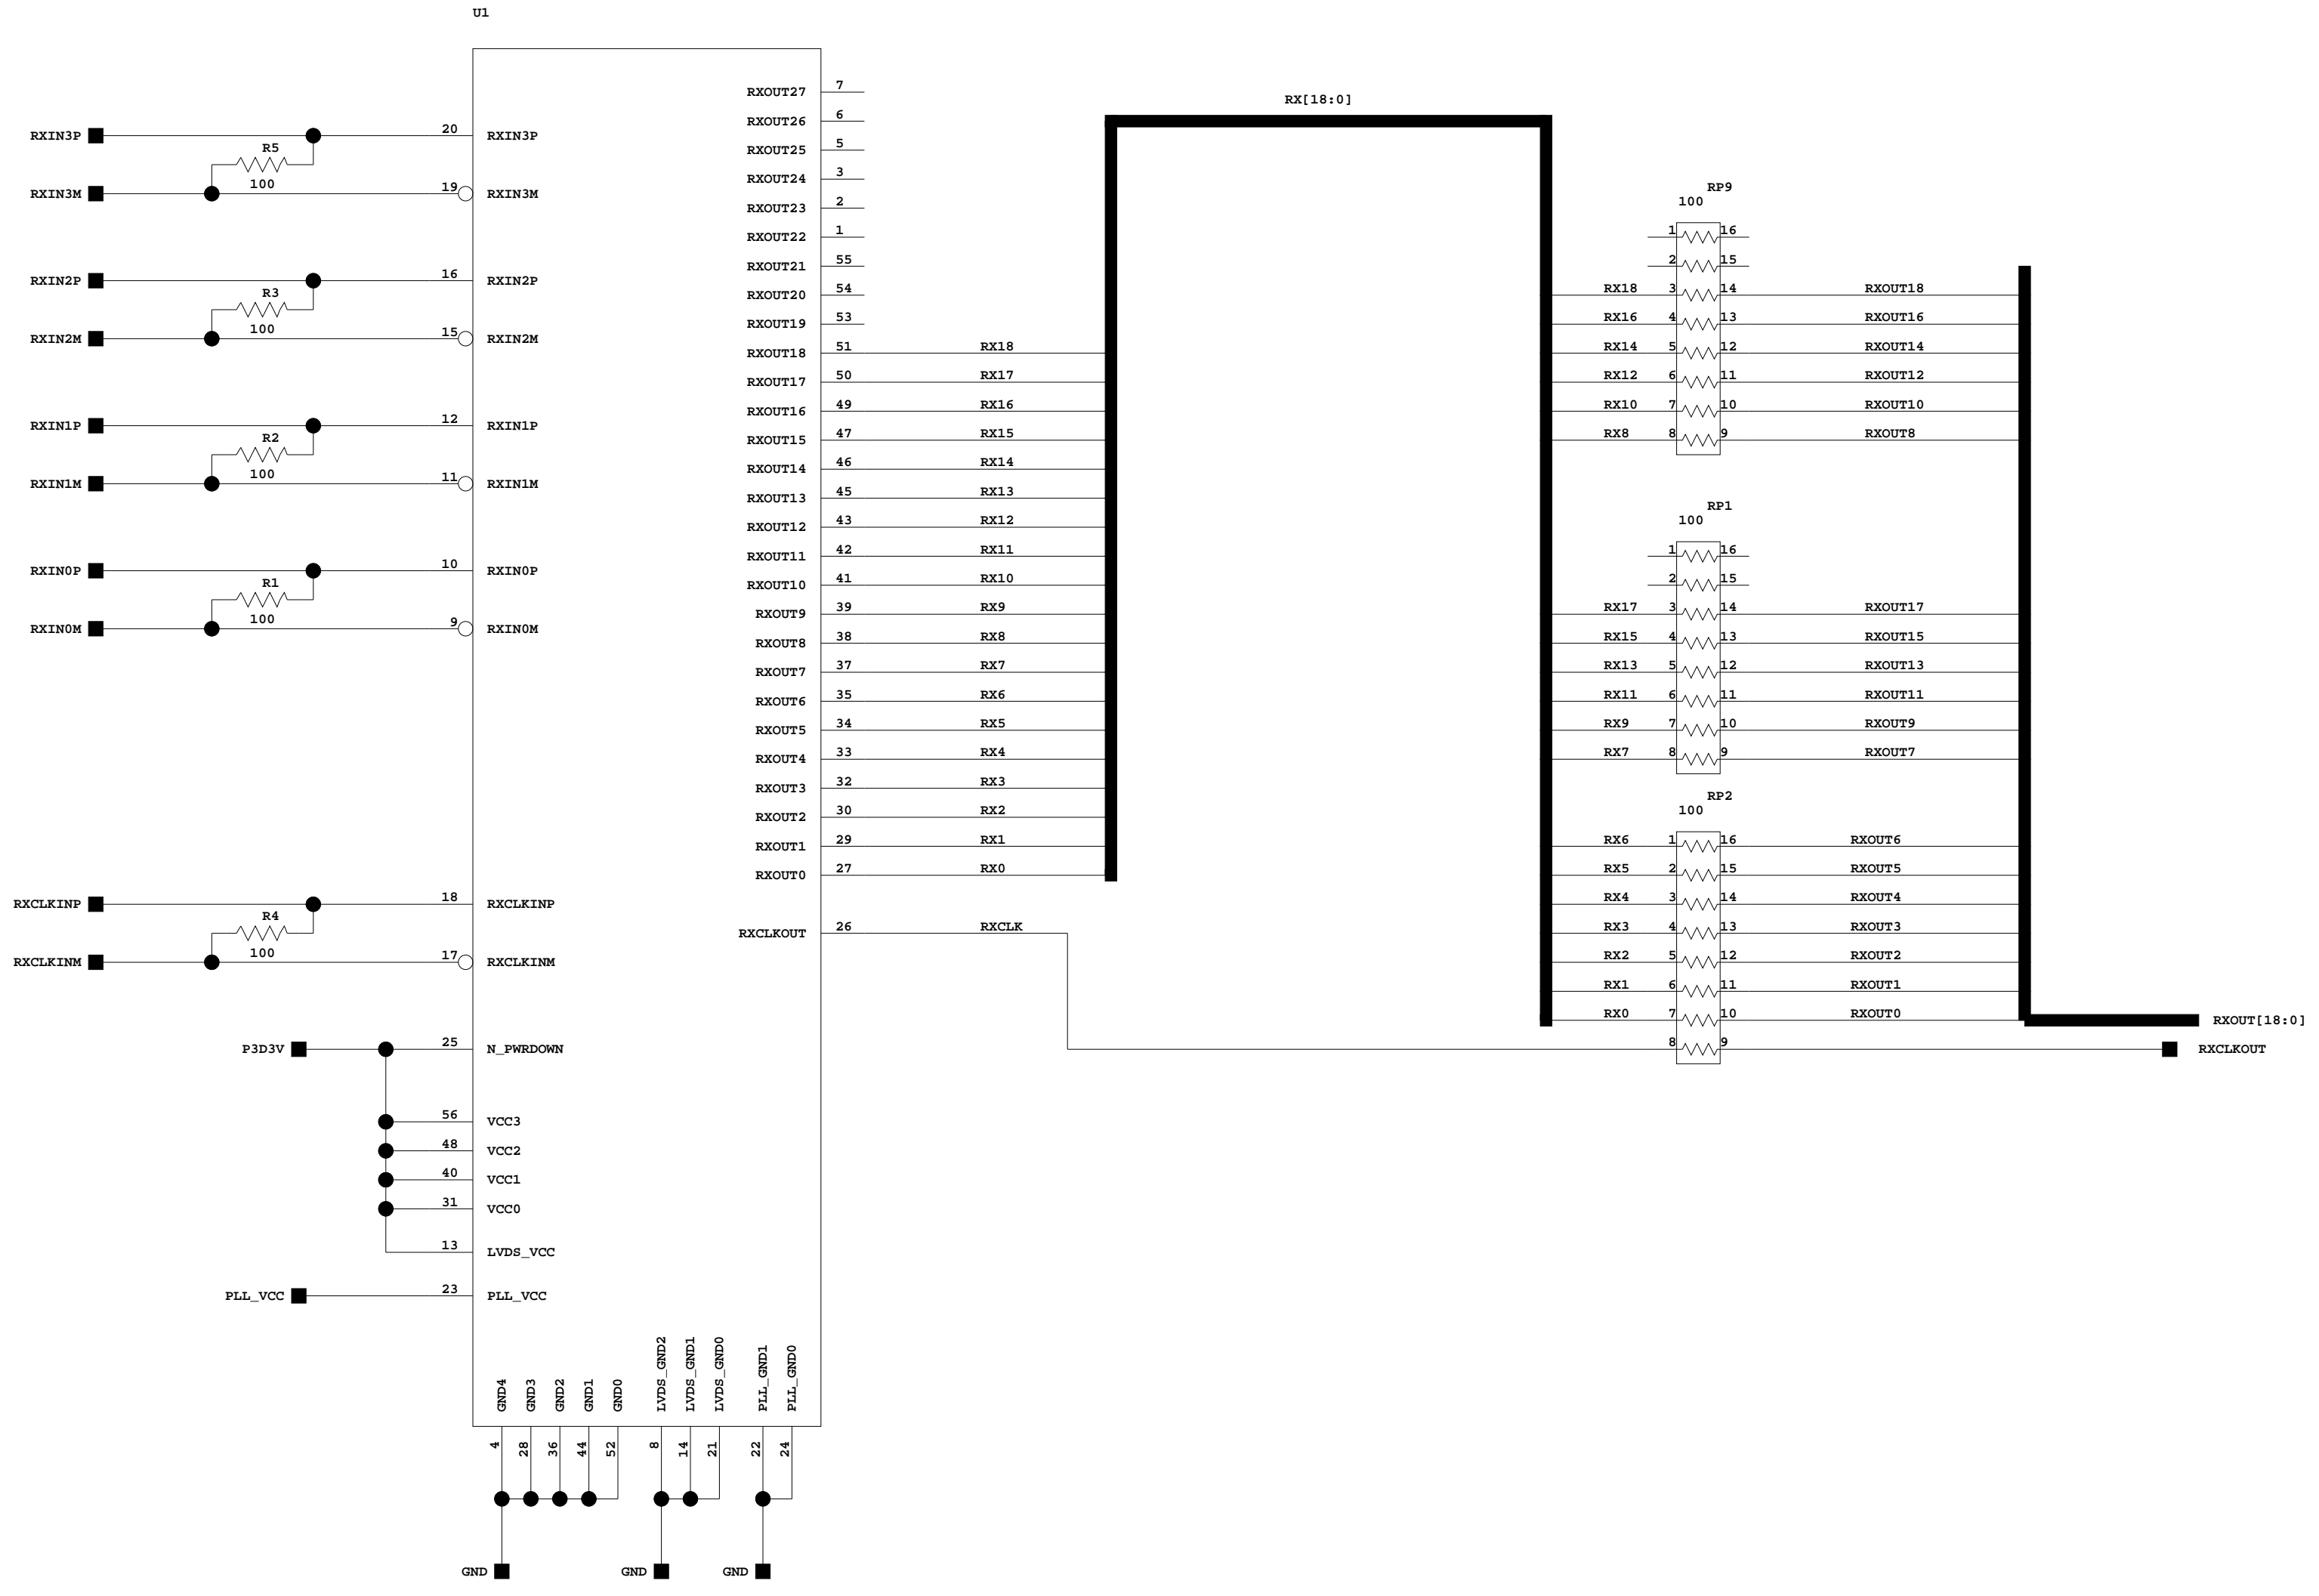 U1
RXOUT27 7
RX[18:0]
RXOUT26 6
RXIN3P 20 RXIN3P
R5
RXOUT25 5
100
RXOUT24 3
RXIN3M 19 RXIN3M
RP9
100
RXOUT23 2
RXOUT22 1
1 16
RXOUT21 55
2 15
RXIN2P 16 RXIN2P
R3
RXOUT20 54
RX18 3 14 RXOUT18
100
RXOUT19 53
RX16 4 13 RXOUT16
RXIN2M 15 RXIN2M
RXOUT18 51 RX18
RX14 5 12 RXOUT14
RXOUT17 50 RX17
RX12 6 11 RXOUT12
RXOUT16 49 RX16
RX10 7 10 RXOUT10
RXIN1P 12 RXIN1P
R2
RXOUT15 47 RX15
RX8 8 9 RXOUT8
100
RXOUT14 46 RX14
RXIN1M 11 RXIN1M
RXOUT13 45 RX13
RP1
100
RXOUT12 43 RX12
RXOUT11 42 RX11
1 16
RXIN0P 10 RXIN0P
R1
RXOUT10 41 RX10
2 15
100
RXOUT9 39 RX9
RX17 3 14 RXOUT17
RXIN0M 9 RXIN0M
RXOUT8 38 RX8
RX15 4 13 RXOUT15
RXOUT7 37 RX7
RX13 5 12 RXOUT13
RXOUT6 35 RX6
RX11 6 11 RXOUT11
RXOUT5 34 RX5
RX9 7 10 RXOUT9
RXOUT4 33 RX4
RX7 8 9 RXOUT7
RXOUT3 32 RX3
RP2
100
RXOUT2 30 RX2
RXOUT1 29 RX1
RX6 1 16 RXOUT6
RXOUT0 27 RX0
RX5 2 15 RXOUT5
RXCLKINP 18 RXCLKINP
R4
RX4 3 14 RXOUT4
RXCLKOUT 26 RXCLK
RX3 4 13 RXOUT3
100
RXCLKINM 17 RXCLKINM
RX2 5 12 RXOUT2
RX1 6 11 RXOUT1
RX0 7 10 RXOUT0
RXOUT[18:0]
P3D3V 25 N_PWRDOWN
8 9
RXCLKOUT
56 VCC3
48 VCC2
40 VCC1
31 VCC0
13 LVDS_VCC
PLL_VCC 23 PLL_VCC
GND4
GND3
GND2
GND1
GND0
LVDS_GND2
LVDS_GND1
LVDS_GND0
PLL_GND1
PLL_GND0
4
28
36
44
52
8
14
21
22
24
GND
GND
GND